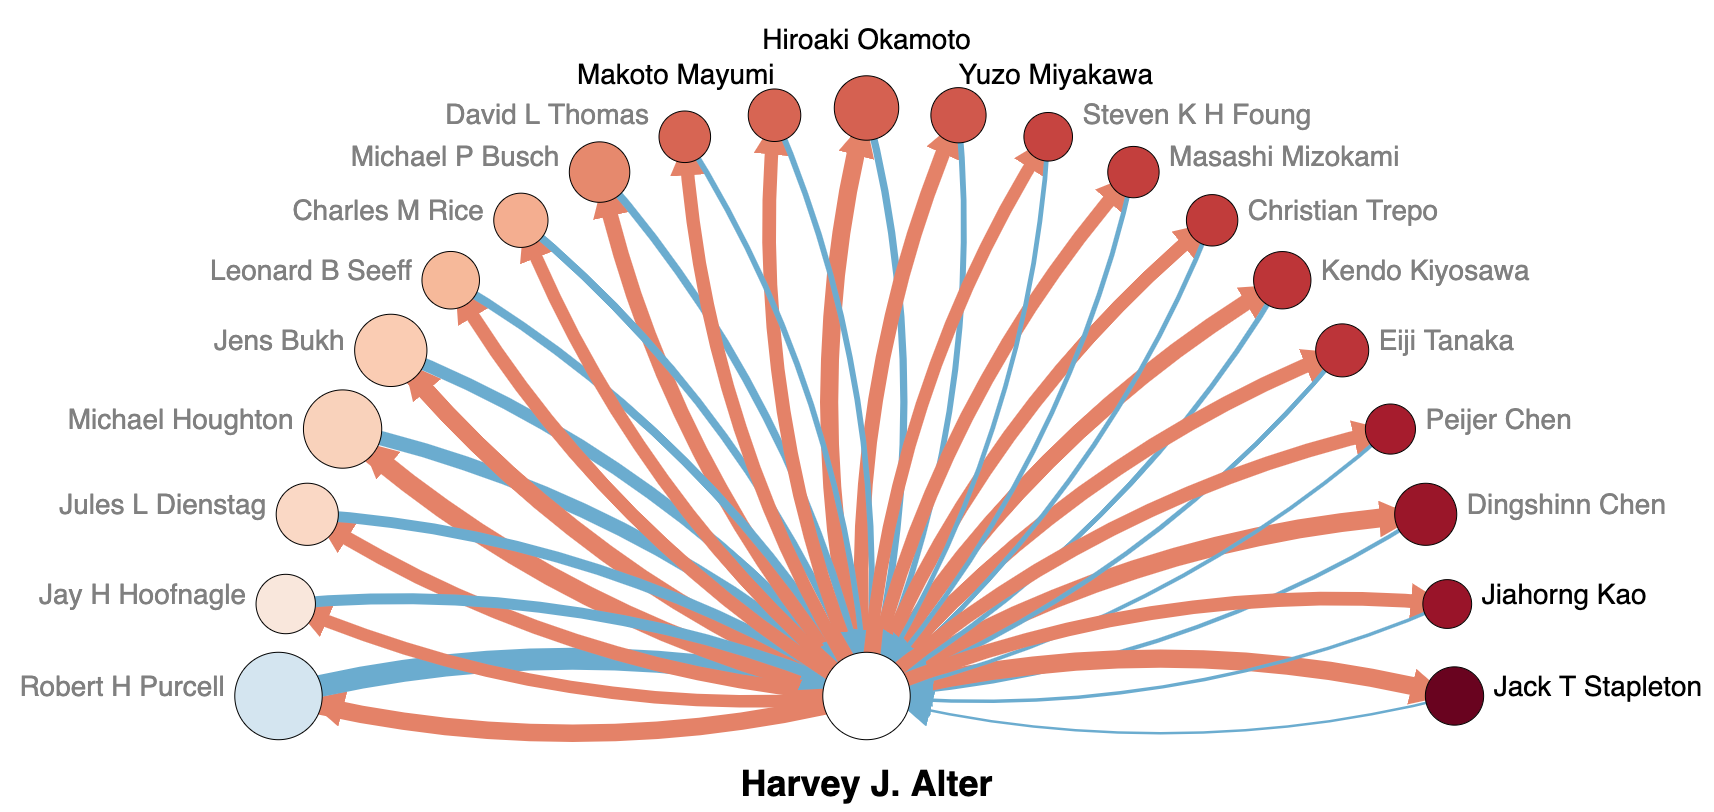 Hiroaki Okamoto
Makoto Mayumi
Yuzo Miyakawa
David L Thomas
Steven K H Foung
Michael P Busch
Masashi Mizokami
Charles M Rice
Christian Trepo
Leonard B Seeff
Kendo Kiyosawa
Jens Bukh
Eiji Tanaka
Michael Houghton
Peijer Chen
Jules L Dienstag
Dingshinn Chen
Jay H Hoofnagle
Jiahorng Kao
Robert H Purcell
Jack T Stapleton
Harvey J. Alter